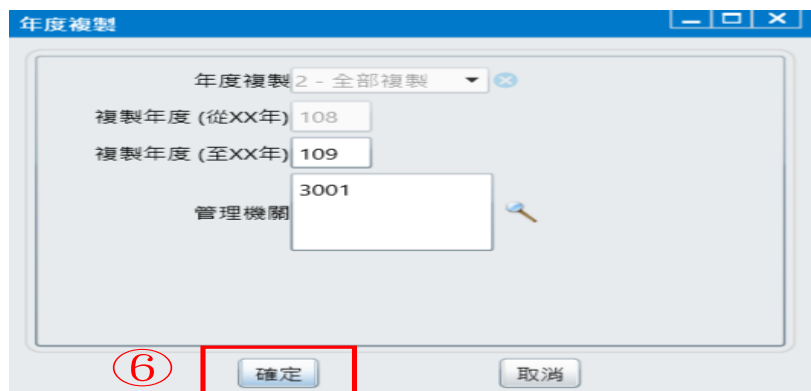 年度複製
年度複製 2 - 全部複製
複製年度 (從XX年) 108
複製年度 (至XX年) 109
管理機關 3001
⑥ 確定 取消